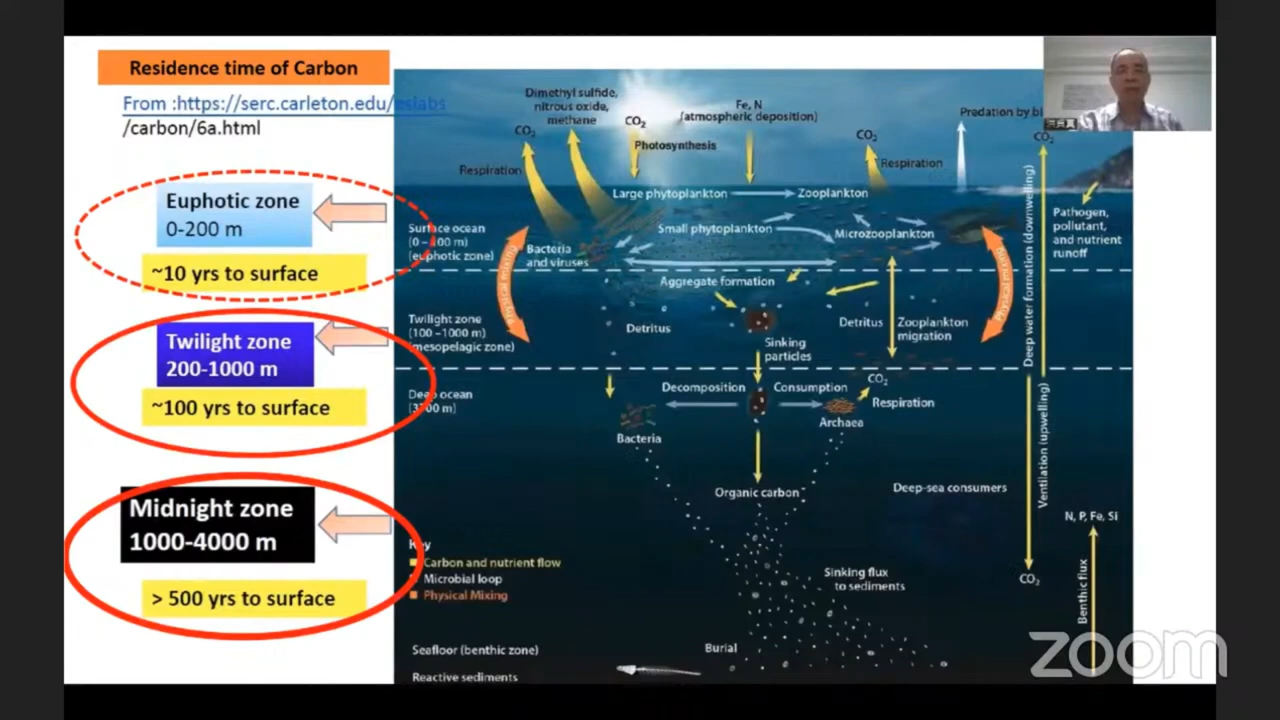 Residence time of Carbon
From :https://serc.carleton.edu/eslabs
/carbon/6a.html
Euphotic zone
0-200 m
~10 yrs to surface
Twilight zone
200-1000 m
~100 yrs to surface
Midnight zone
1000-4000 m
> 500 yrs to surface
Dimethyl sulfide,
nitrous oxide,
methane
CO2
CO2
Fe, N
(atmospheric deposition)
Photosynthesis
CO2
Predation by
CO2
Respiration
Respiration
Large phytoplankton
Zooplankton
Small phytoplankton
Microzooplankton
Pathogen,
pollutant,
and nutrient
runoff
Surface ocean
(euphotic zone)
Bacteria
and viruses
Physical mixing
Physical mixing
Aggregate formation
Twilight zone
(100 –1000 m)
(mesopelagic zone)
Detritus
Detritus
Zooplankton
migration
Sinking
particles
Deep water formation (downwelling)
Deep ocean
Decomposition
Consumption
CO2
Respiration
Bacteria
Archaea
Ventilation (upwelling)
Organic carbon
Deep-sea consumers
N, P, Fe, Si
Key
Carbon and nutrient flow
Microbial loop
Physical Mixing
Sinking flux
to sediments
CO2
Benthic flux
Seafloor (benthic zone)
Burial
Reactive sediments
zoom